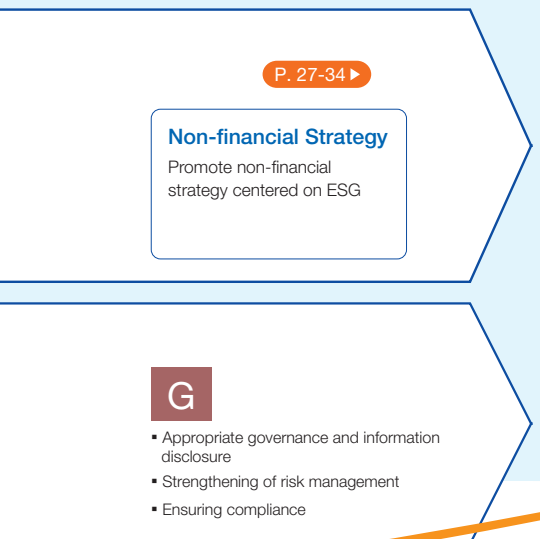 P. 27-34 ▶
Non-financial Strategy
Promote non-financial
strategy centered on ESG
G
▪ Appropriate governance and information
disclosure
▪ Strengthening of risk management
▪ Ensuring compliance